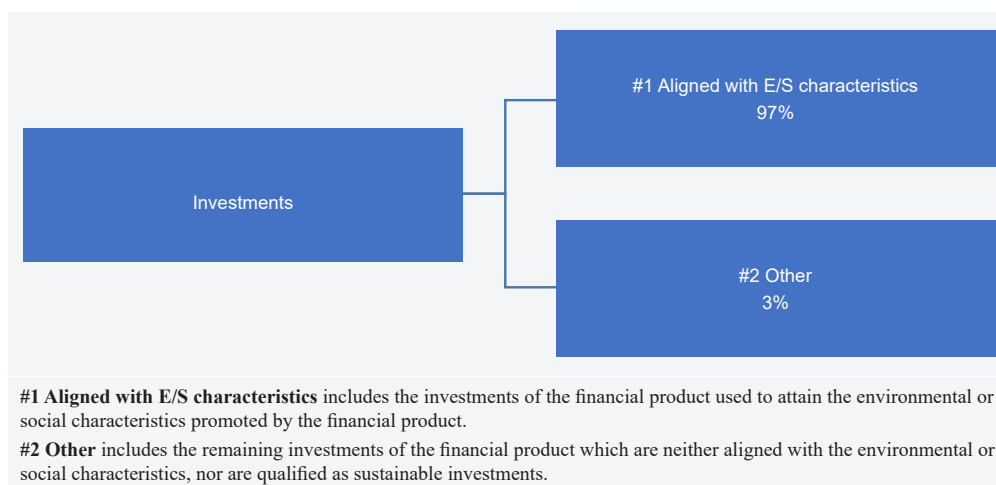 #1 Aligned with E/S characteristics
97%
Investments
#2 Other
3%
#1 Aligned with E/S characteristics includes the investments of the financial product used to attain the environmental or
social characteristics promoted by the financial product.
#2 Other includes the remaining investments of the financial product which are neither aligned with the environmental or
social characteristics, nor are qualified as sustainable investments.